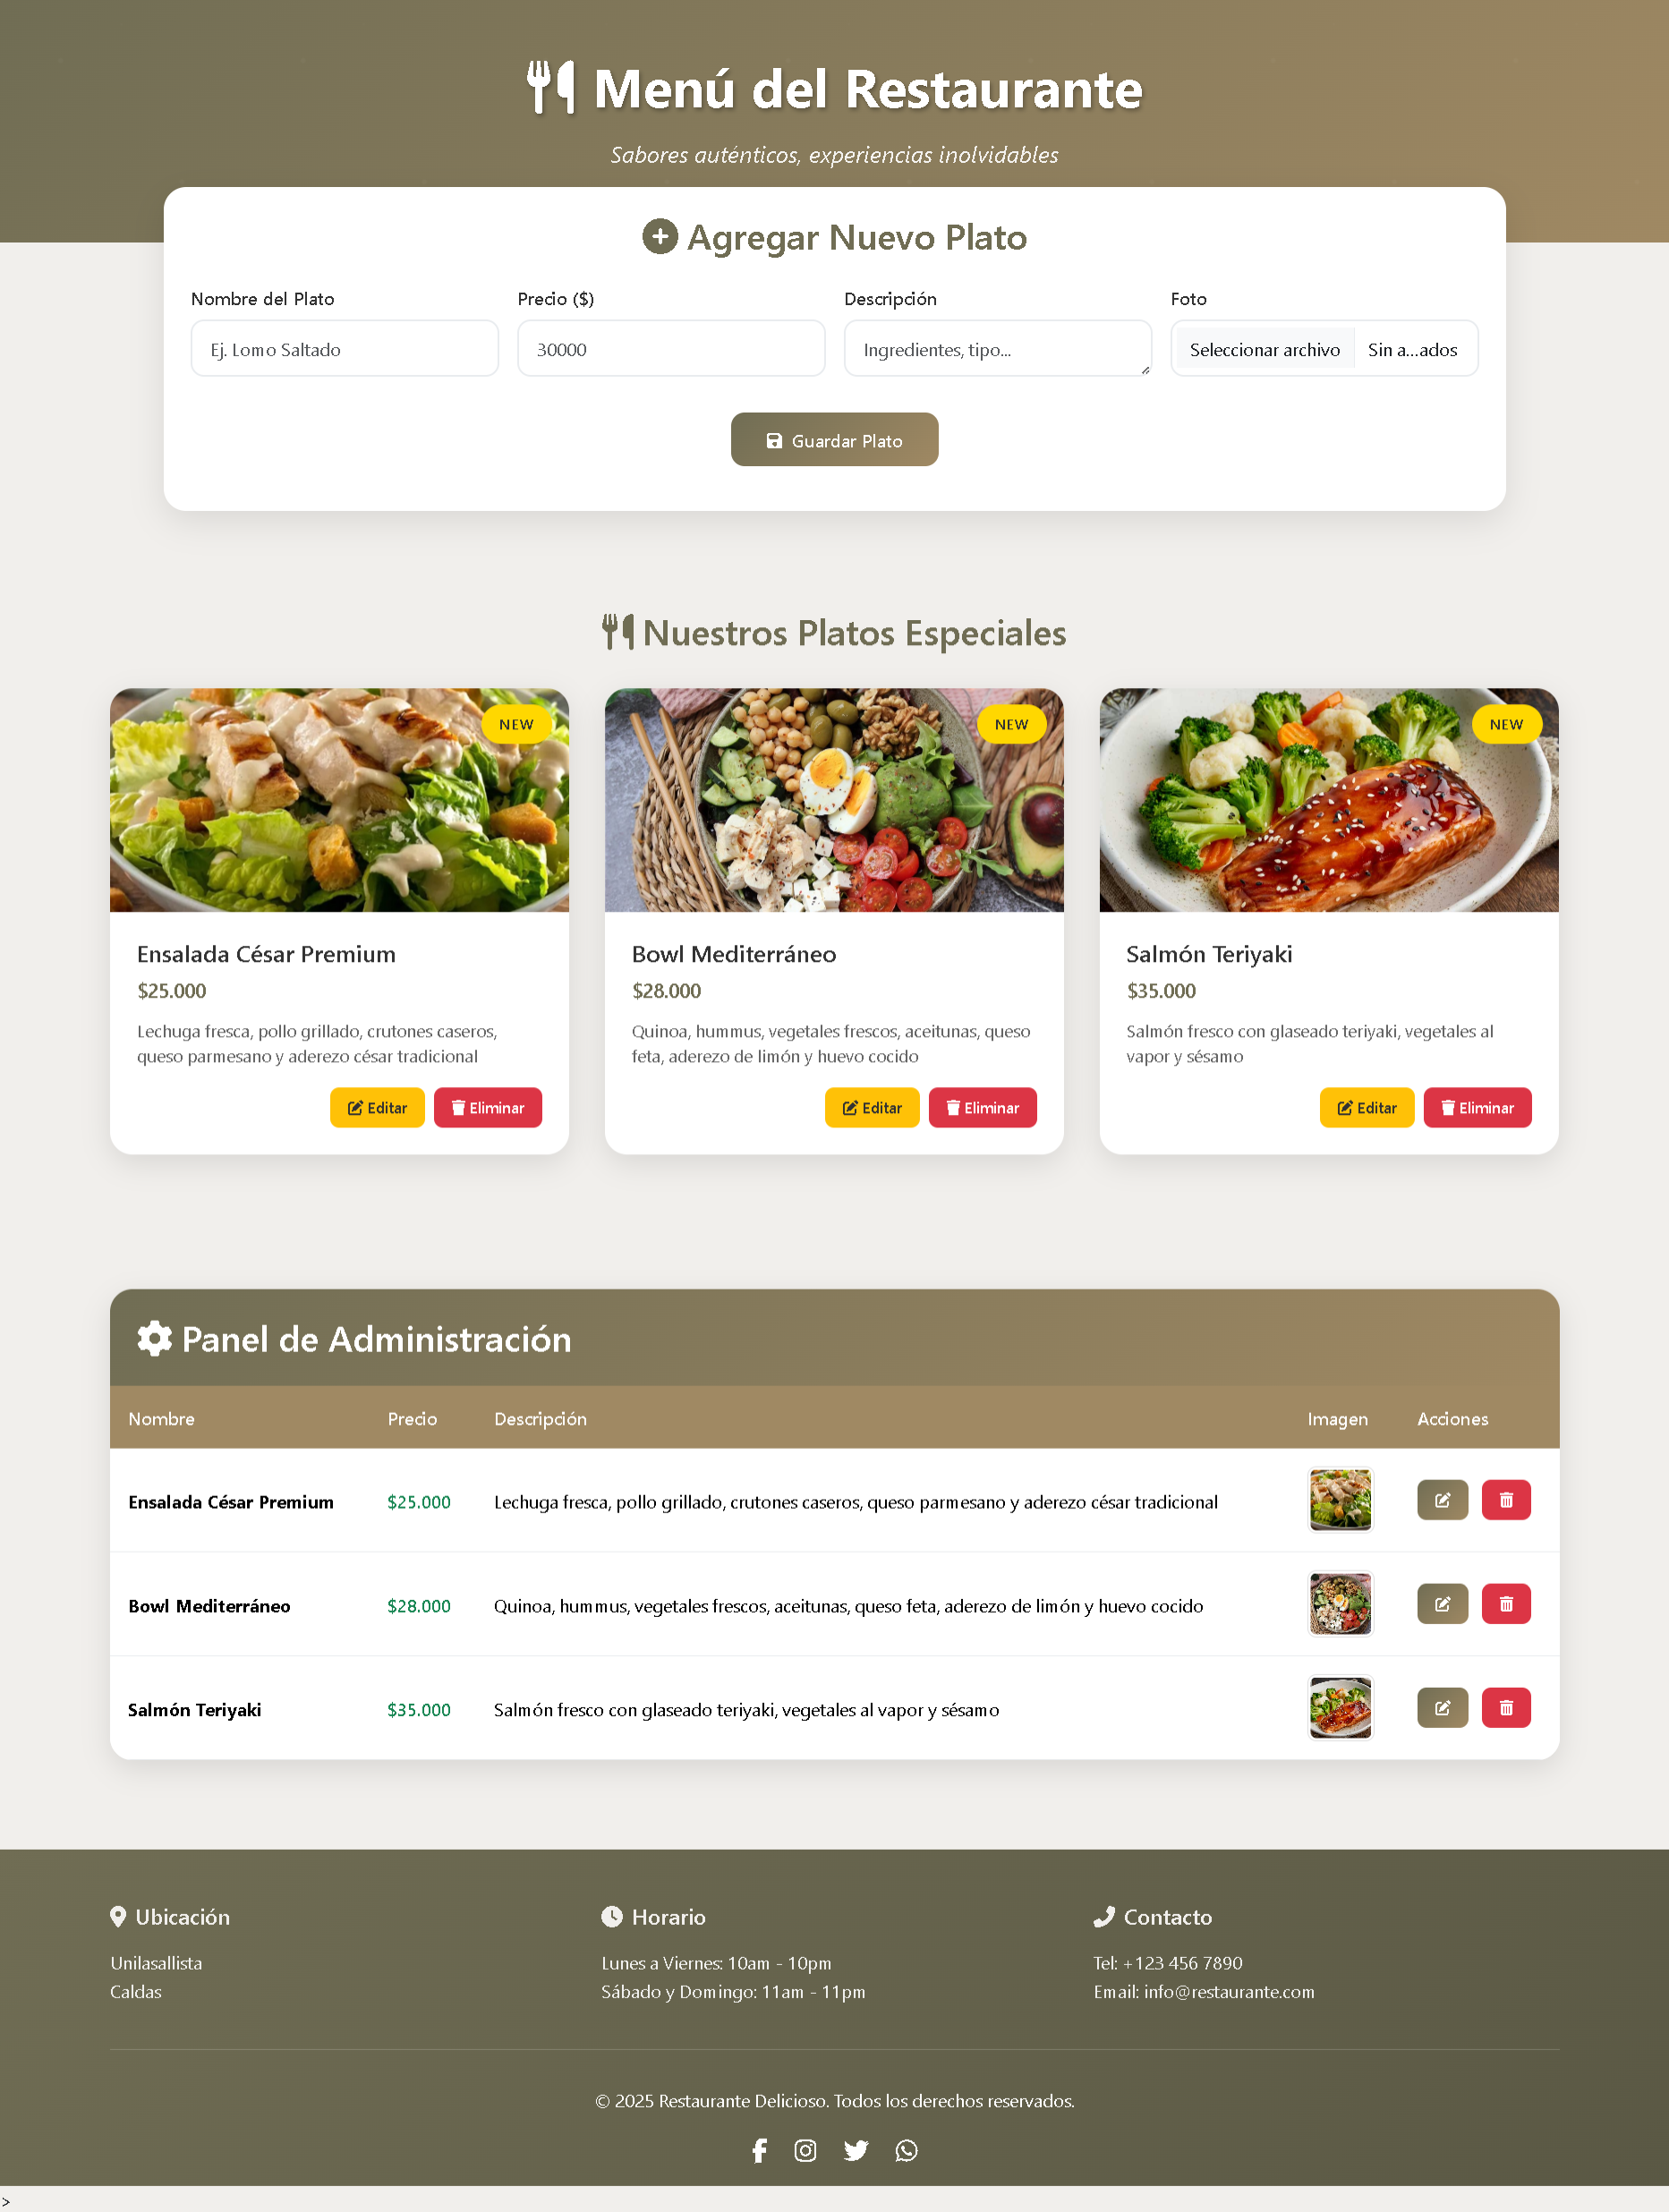 Menú del Restaurante
Sabores auténticos, experiencias inolvidables
Agregar Nuevo Plato
Nombre del Plato
Precio ($)
Descripción
Foto
Ej. Lomo Saltado
30000
Ingredientes, tipo...
Seleccionar archivo
Sin a...ados
Guardar Plato
Nuestros Platos Especiales
NEW
NEW
NEW
Ensalada César Premium
$25.000
Lechuga fresca, pollo grillado, crutones caseros,
queso parmesano y aderezo césar tradicional
Editar
Eliminar
Bowl Mediterráneo
$28.000
Quinoa, hummus, vegetales frescos, aceitunas, queso
feta, aderezo de limón y huevo cocido
Editar
Eliminar
Salmón Teriyaki
$35.000
Salmón fresco con glaseado teriyaki, vegetales al
vapor y sésamo
Editar
Eliminar
Panel de Administración
Nombre Precio Descripción Imagen Acciones
Ensalada César Premium $25.000 Lechuga fresca, pollo grillado, crutones caseros, queso parmesano y aderezo césar tradicional
Bowl Mediterráneo $28.000 Quinoa, hummus, vegetales frescos, aceitunas, queso feta, aderezo de limón y huevo cocido
Salmón Teriyaki $35.000 Salmón fresco con glaseado teriyaki, vegetales al vapor y sésamo
Ubicación
Unilasallista
Caldas
Horario
Lunes a Viernes: 10am - 10pm
Sábado y Domingo: 11am - 11pm
Contacto
Tel: +123 456 7890
Email: info@restaurante.com
© 2025 Restaurante Delicioso. Todos los derechos reservados.
>